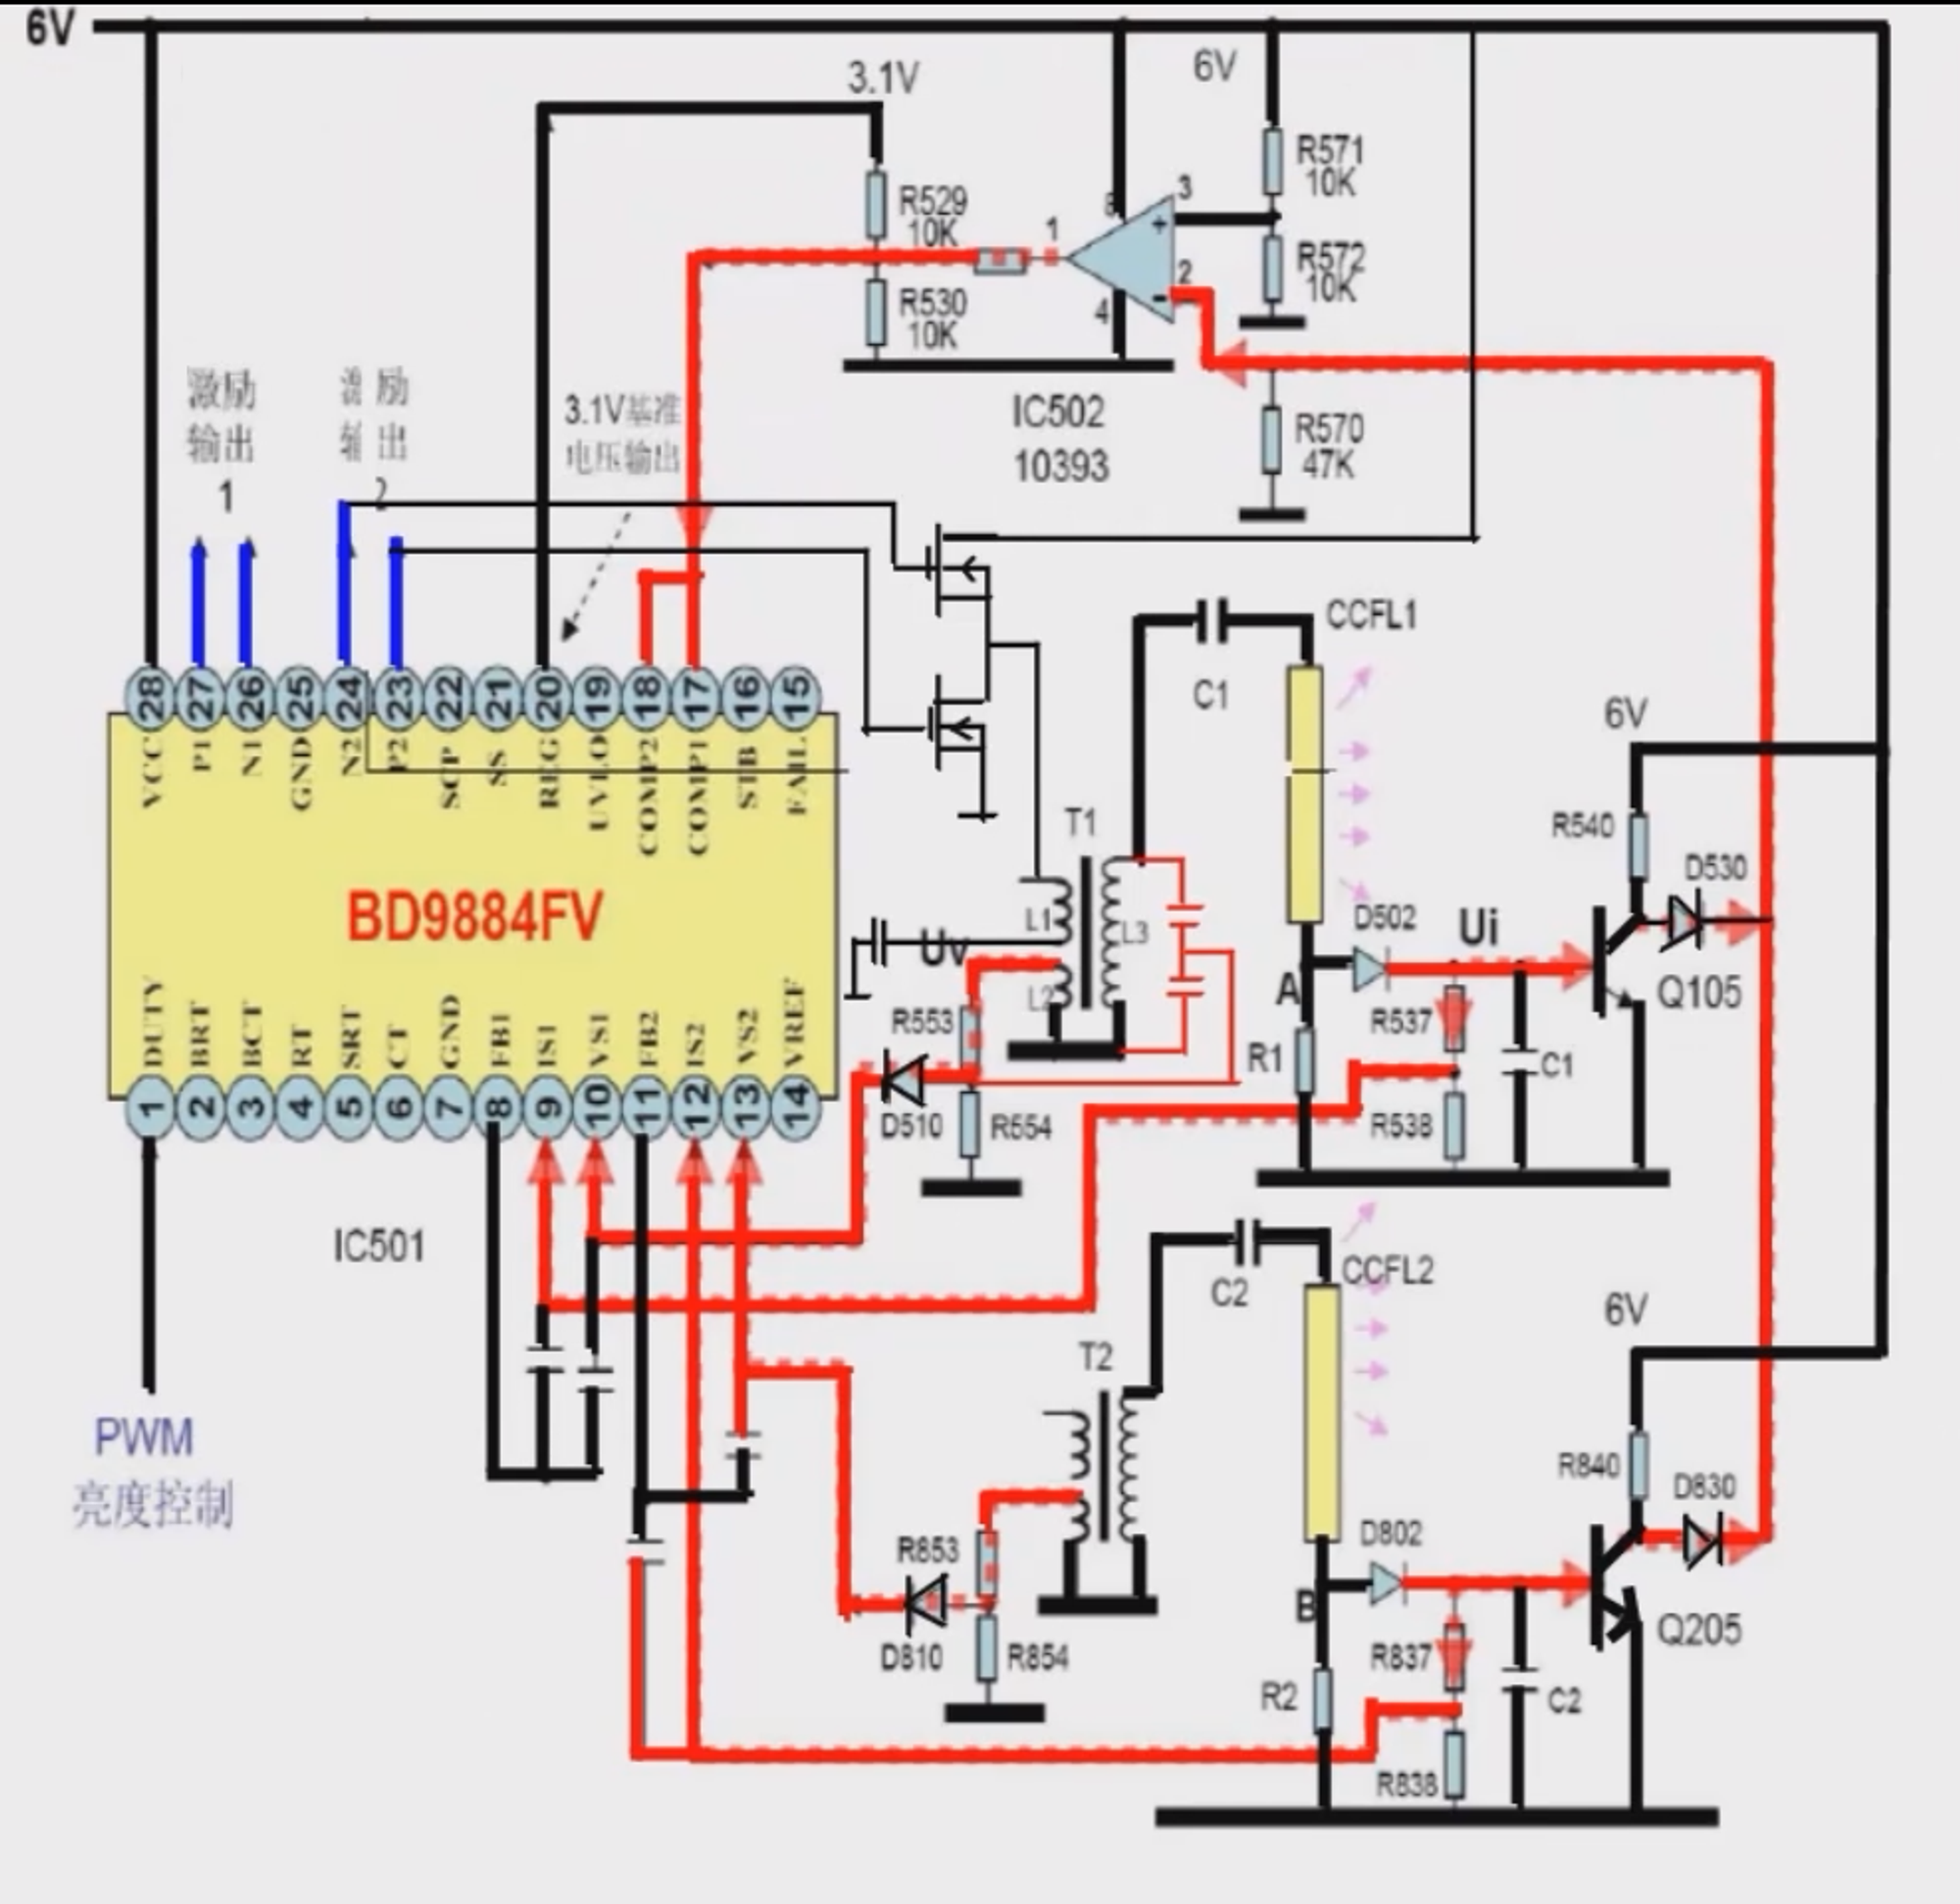 6V
3.1V
6V
R571
10K
R529
10K
8
3
+
1
2
-
4
R572
10K
R530
10K
激励
输出
1
激励
输出
2
3.1V基准
电压输出
IC502
10393
R570
47K
CCFL1
C1
28
27
26
25
24
23
22
21
20
19
18
17
16
15
VCC
P1
N1
GND
N2
P2
SCP
SS
REG
UVLO
COMP2
COMP1
STB
FAIL
6V
R540
D530
T1
BD9884FV
L1
L3
D502
Ui
Uv
L2
A
Q105
R553
R537
R1
C1
DUTY
BRT
BCT
RT
SRT
CT
GND
FB1
IS1
VS1
FB2
IS2
VS2
VREF
1
2
3
4
5
6
7
8
9
10
11
12
13
14
D510
R554
R538
IC501
CCFL2
C2
6V
T2
PWM
亮度控制
R840
D830
R853
D802
B
Q205
D810
R854
R837
R2
C2
R838